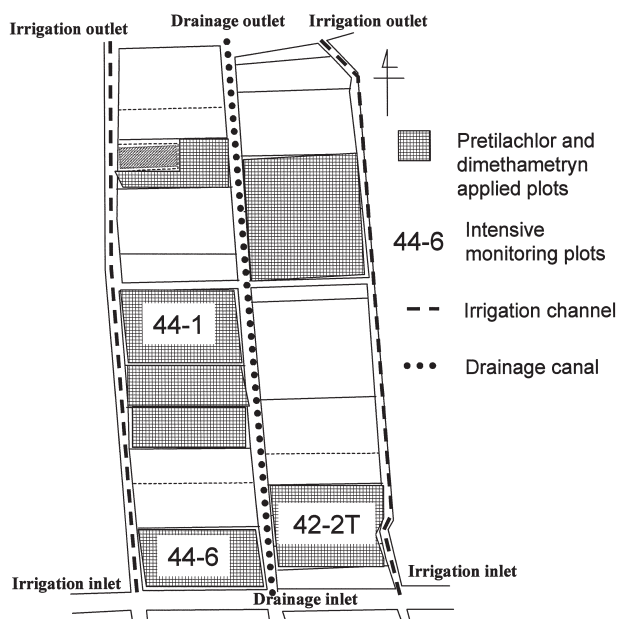 Irrigation outlet
Drainage outlet
Irrigation outlet
Pretilachlor and
dimethametryn
applied plots
44-6
Intensive
monitoring plots
Irrigation channel
Drainage canal
44-1
42-2T
44-6
Irrigation inlet
Drainage inlet
Irrigation inlet